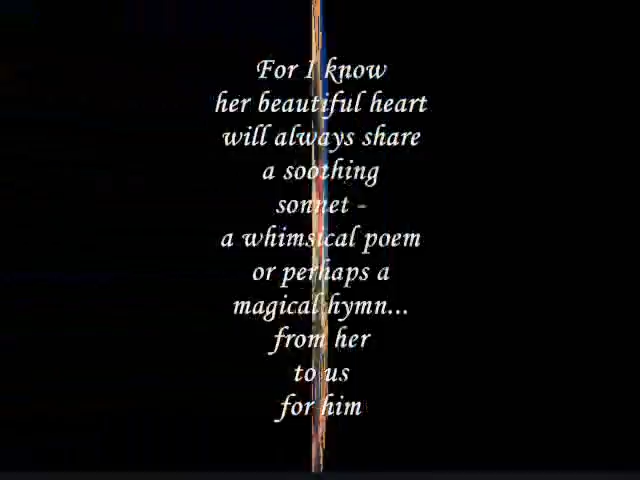 For I know
her beautiful heart
will always share
a soothing
sonnet -
a whimsical poem
or perhaps a
magical hymn...
from her
to us
for him